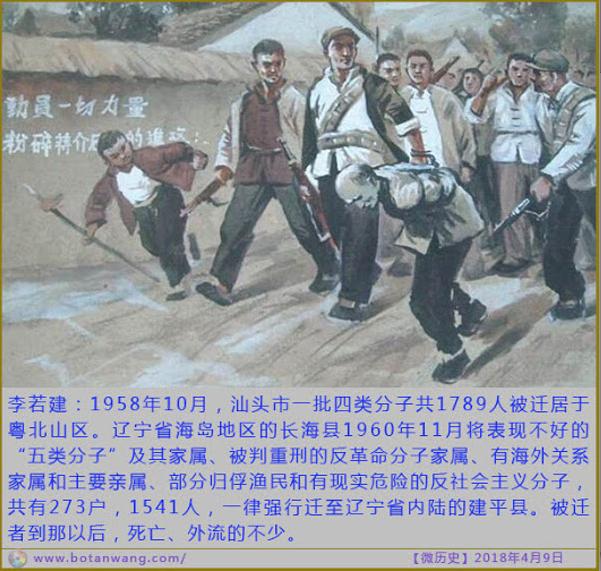 動員一切力量
粉碎蔣介石的進攻
李若建：1958年10月，汕头市一批四类分子共1789人被迁居于
粤北山区。辽宁省海岛地区的长海县1960年11月将表现不好的
“五类分子”及其家属、被判重刑的反革命分子家属、有海外关系
家属和主要亲属、部分归俘渔民和有现实危险的反社会主义分子，
共有273户，1541人，一律强行迁至辽宁省内陆的建平县。被迁
者到那以后，死亡、外流的不少。
www.botanwang.com/
【微历史】2018年4月9日